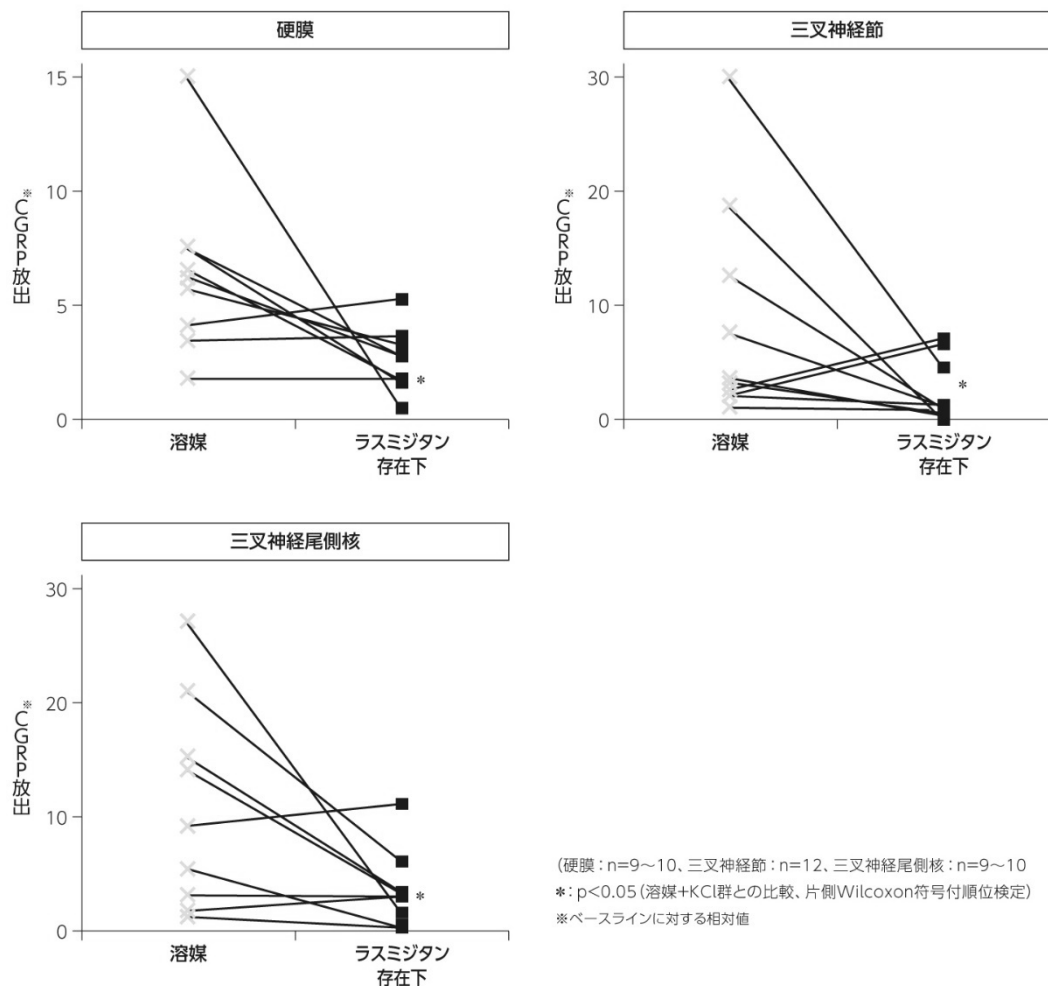 硬膜
15
10
5
0
CGRP放出※
溶媒
ラスミジタン
存在下
*
三叉神経節
30
20
10
0
CGRP放出※
溶媒
ラスミジタン
存在下
*
三叉神経尾側核
30
20
10
0
CGRP放出※
溶媒
ラスミジタン
存在下
*
(硬膜:n=9〜10、三叉神経節:n=12、三叉神経尾側核:n=9〜10
*:p<0.05(溶媒+KCl群との比較、片側Wilcoxon符号付順位検定)
※ベースラインに対する相対値